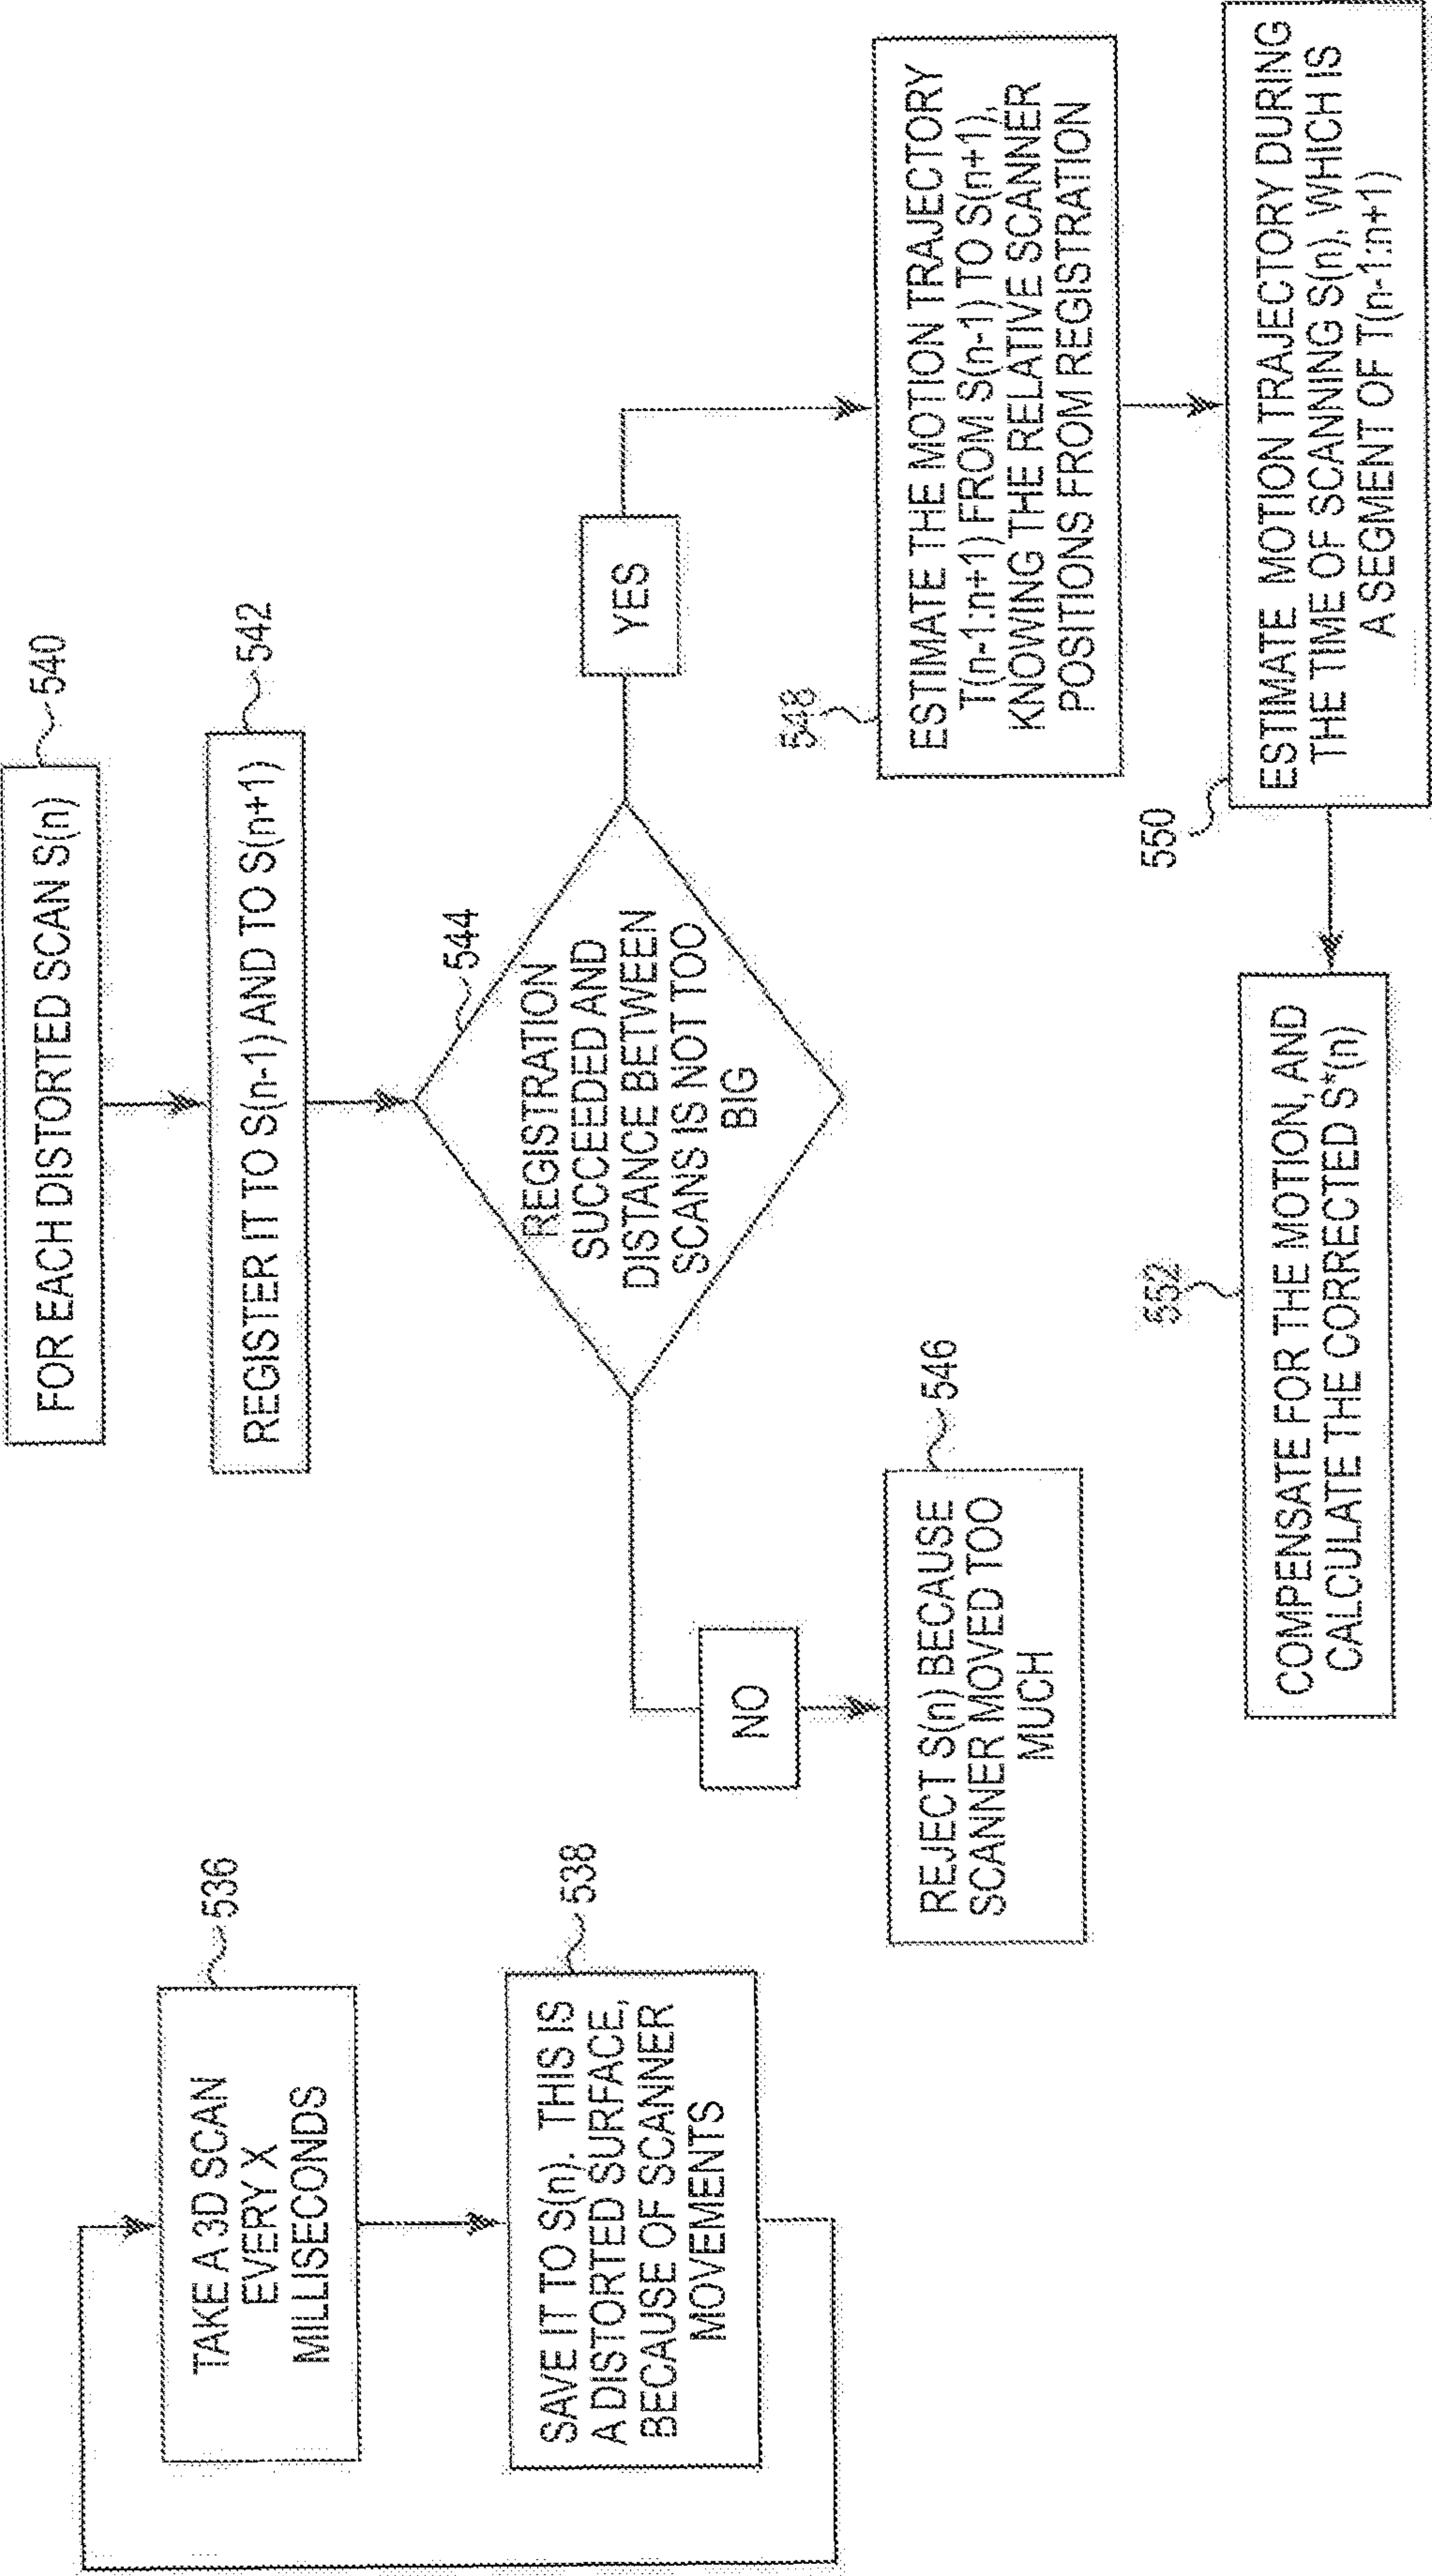 536
TAKE A 3D SCAN
EVERY X
MILLISECONDS
538
SAVE IT TO S(n). THIS IS
A DISTORTED SURFACE,
BECAUSE OF SCANNER
MOVEMENTS
540
FOR EACH DISTORTED SCAN S(n)
542
REGISTER IT TO S(n-1) AND TO S(n+1)
544
REGISTRATION
SUCCEEDED AND
DISTANCE BETWEEN
SCANS IS NOT TOO
BIG
NO
YES
546
REJECT S(n) BECAUSE
SCANNER MOVED TOO
MUCH
548
ESTIMATE THE MOTION TRAJECTORY
T(n-1:n+1) FROM S(n-1) TO S(n+1),
KNOWING THE RELATIVE SCANNER
POSITIONS FROM REGISTRATION
550
ESTIMATE MOTION TRAJECTORY DURING
THE TIME OF SCANNING S(n), WHICH IS
A SEGMENT OF T(n-1:n+1)
552
COMPENSATE FOR THE MOTION, AND
CALCULATE THE CORRECTED S*(n)